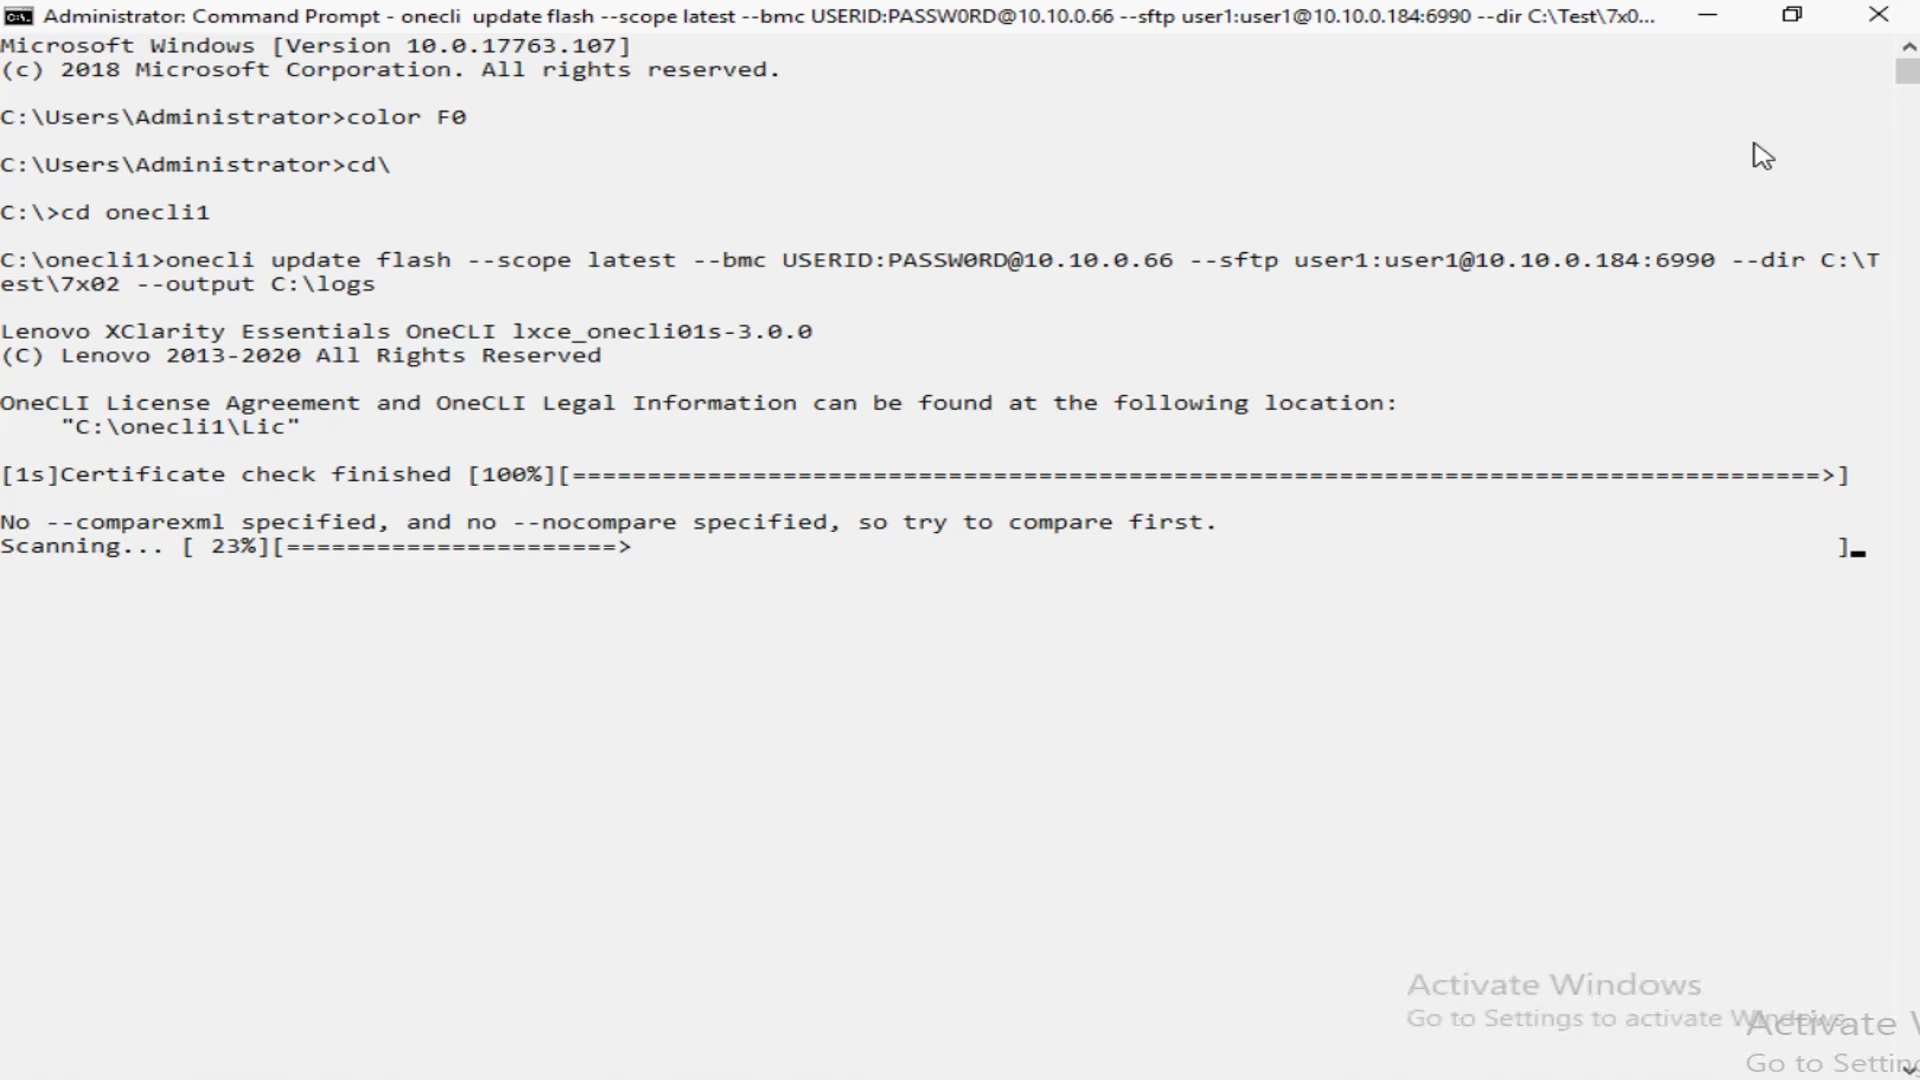 Administrator: Command Prompt - onecli  update flash --scope latest --bmc USERID:PASSW0RD@10.10.0.66 --sftp user1:user1@10.10.0.184:6990 --dir C:\Test\7x0...
Microsoft Windows [Version 10.0.17763.107]
(c) 2018 Microsoft Corporation. All rights reserved.
C:\Users\Administrator>color F0
C:\Users\Administrator>cd\
C:\>cd onecli1
C:\onecli1>onecli update flash --scope latest --bmc USERID:PASSW0RD@10.10.0.66 --sftp user1:user1@10.10.0.184:6990 --dir C:\T
est\7x02 --output C:\logs
Lenovo XClarity Essentials OneCLI lxce_onecli01s-3.0.0
(C) Lenovo 2013-2020 All Rights Reserved
OneCLI License Agreement and OneCLI Legal Information can be found at the following location:
"C:\onecli1\Lic"
[1s]Certificate check finished [100%][===================================================================================>]
No --comparexml specified, and no --nocompare specified, so try to compare first.
Scanning... [ 23%][======================>                                                                                 ]
Activate Windows
Go to Settings to activate Windows.
Activate
Go to Setting